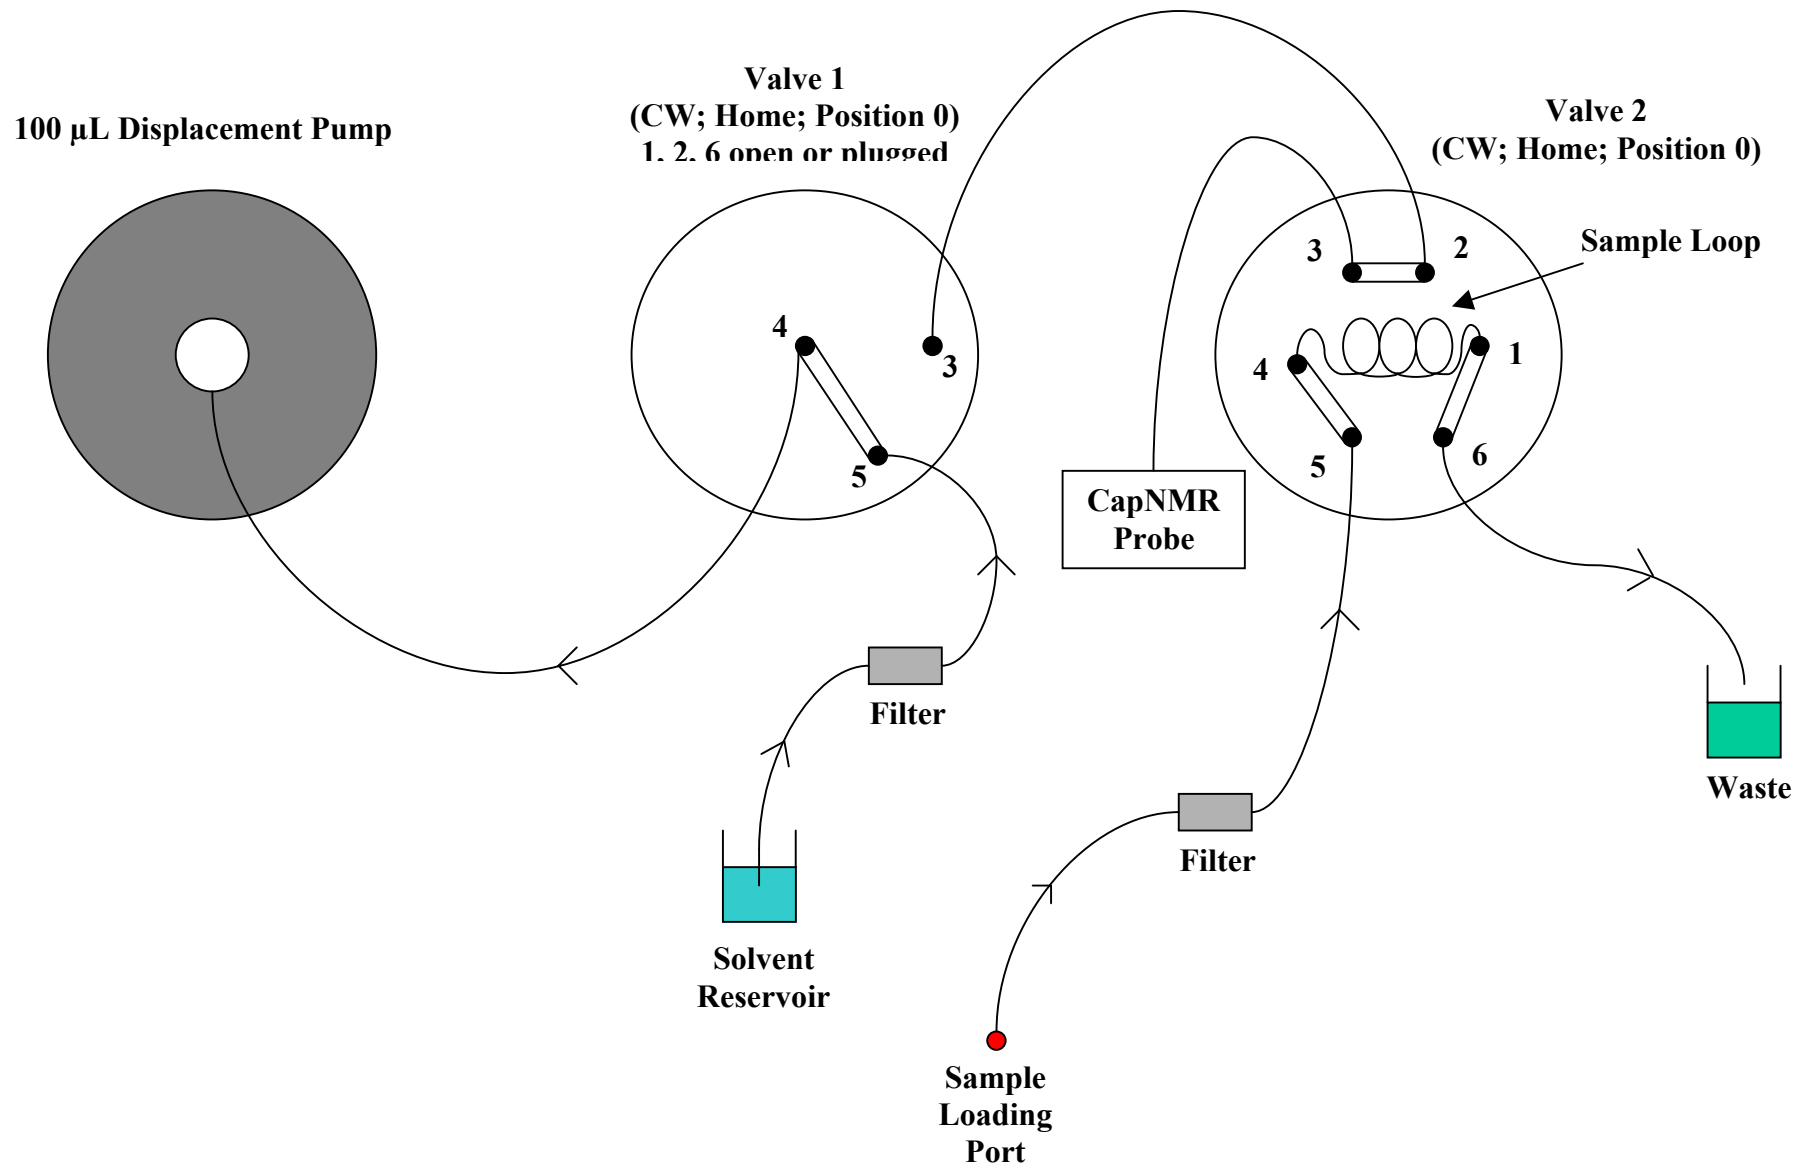 100 µL Displacement Pump
Valve 1
(CW; Home; Position 0)
1, 2, 6 open or plugged
Valve 2
(CW; Home; Position 0)
Sample Loop
3
2
4
1
5
6
4
3
5
CapNMR
Probe
Filter
Filter
Waste
Solvent
Reservoir
Sample
Loading
Port